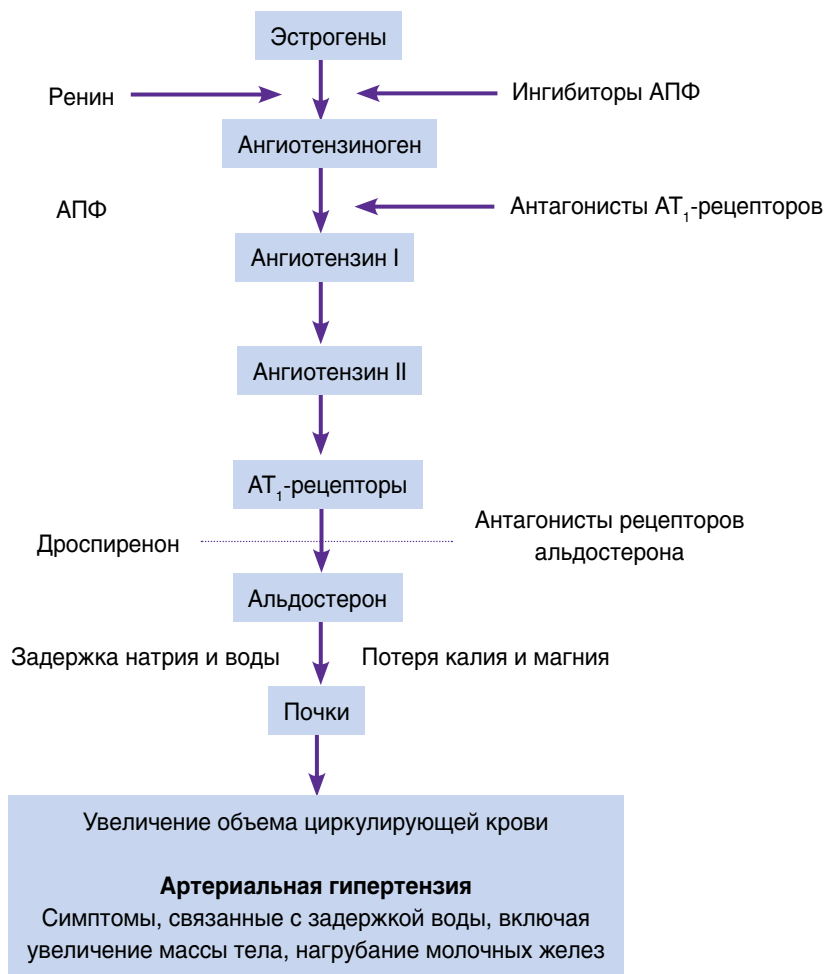 Эстрогены
Ренин
Ингибиторы АПФ
Ангиотензиноген
АПФ
Антагонисты АТ₁-рецепторов
Ангиотензин I
Ангиотензин II
АТ₁-рецепторы
Дроспиренон
Антагонисты рецепторов
альдостерона
Альдостерон
Задержка натрия и воды
Потеря калия и магния
Почки
Увеличение объема циркулирующей крови
Артериальная гипертензия
Симптомы, связанные с задержкой воды, включая
увеличение массы тела, нагрубание молочных желез